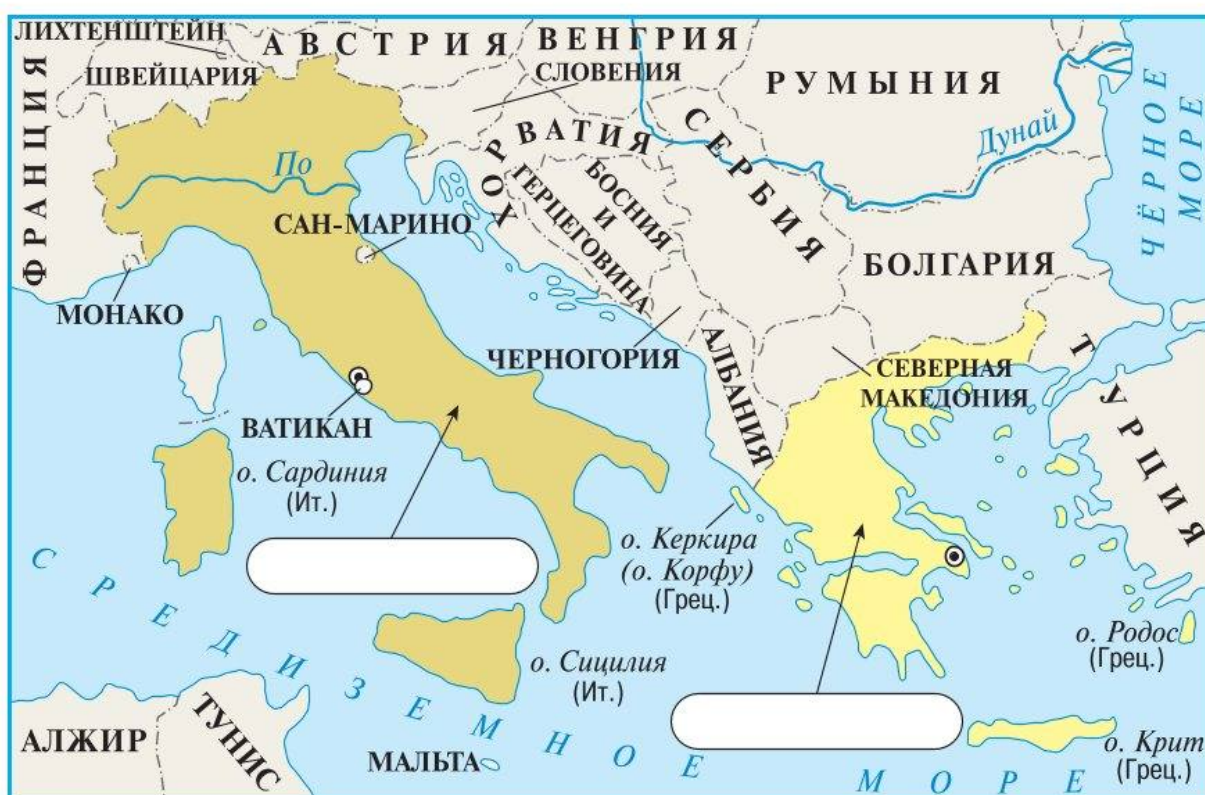 ЛИХТЕНШТЕЙН
ШВЕЙЦАРИЯ
АВСТРИЯ
ВЕНГРИЯ
СЛОВЕНИЯ
РУМЫНИЯ
ФРАНЦИЯ
ХОРВАТИЯ
СЕРБИЯ
Дунай
ЧЁРНОЕ
МОРЕ
По
БОСНИЯ
И
ГЕРЦЕГОВИНА
САН-МАРИНО
БОЛГАРИЯ
МОНАКО
ЧЕРНОГОРИЯ
АЛБАНИЯ
СЕВЕРНАЯ
МАКЕДОНИЯ
ТУРЦИЯ
ВАТИКАН
о. Сардиния
(Ит.)
о. Керкира
(о. Корфу)
(Грец.)
о. Родос
(Грец.)
о. Сицилия
(Ит.)
СРЕДИЗЕМНОЕ МОРЕ
АЛЖИР
ТУНИС
МАЛЬТА
о. Крит
(Грец.)